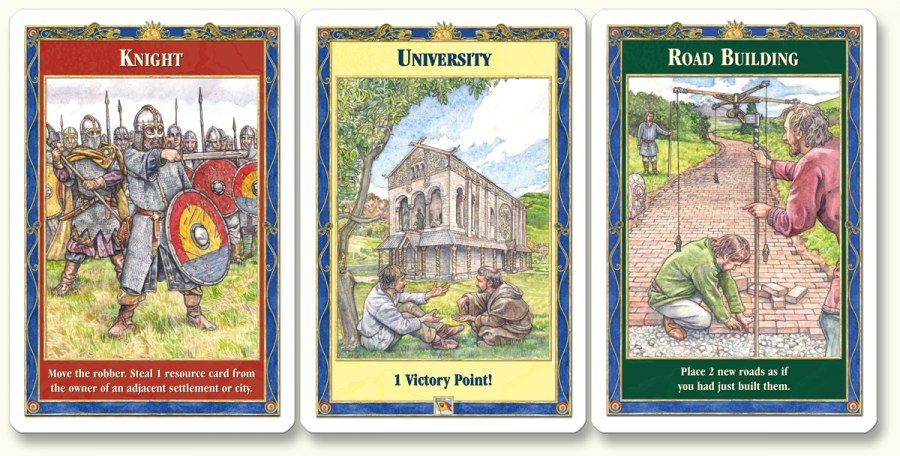 Knight
Move the robber. Steal 1 resource card from
the owner of an adjacent settlement or city.
University
1 Victory Point!
Road Building
Place 2 new roads as if
you had just built them.